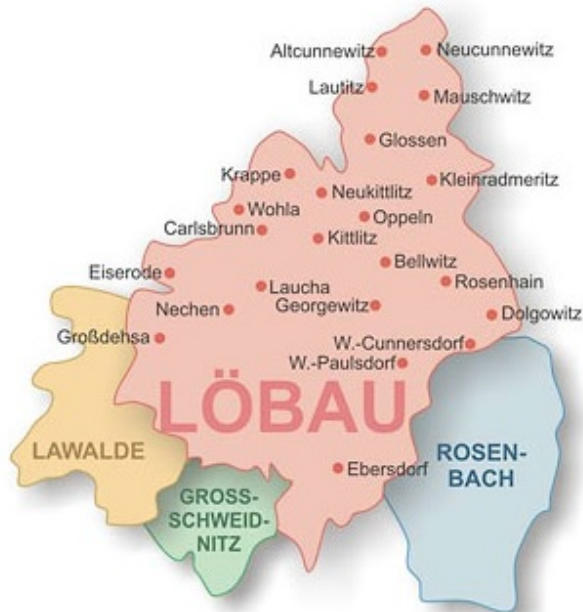 Altcunnewitz
Neucunnewitz
Lautitz
Mauschwitz
Glossen
Krappe
Kleinradmeritz
Neukittlitz
Wohla
Oppeln
Carlsbrunn
Kittlitz
Bellwitz
Eiserode
Laucha
Rosenhain
Nechen
Georgewitz
Dolgowitz
Großdehsa
W.-Cunnersdorf
W.-Paulsdorf
LÖBAU
LAWALDE
ROSEN-
BACH
Ebersdorf
GROSS-
SCHWEID-
NITZ